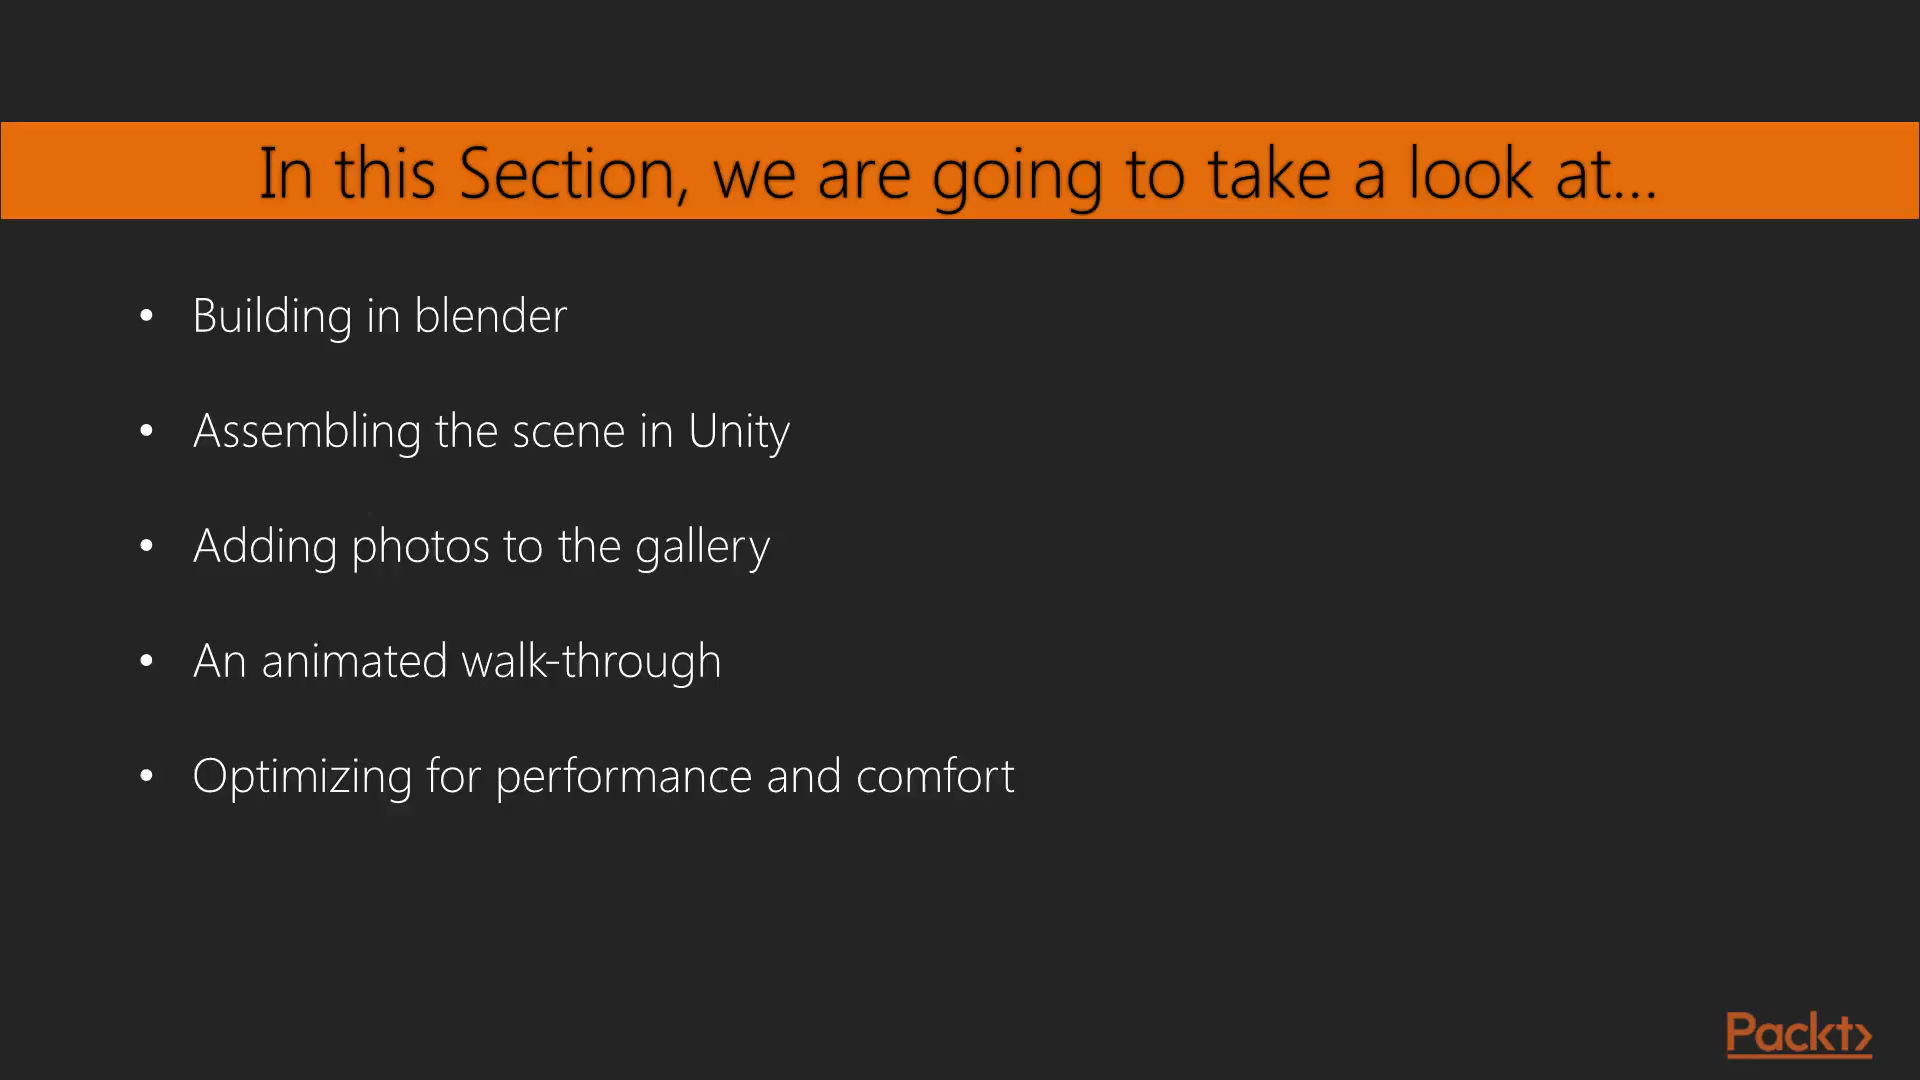 In this Section, we are going to take a look at...
• Building in blender
• Assembling the scene in Unity
• Adding photos to the gallery
• An animated walk-through
• Optimizing for performance and comfort
Packt>